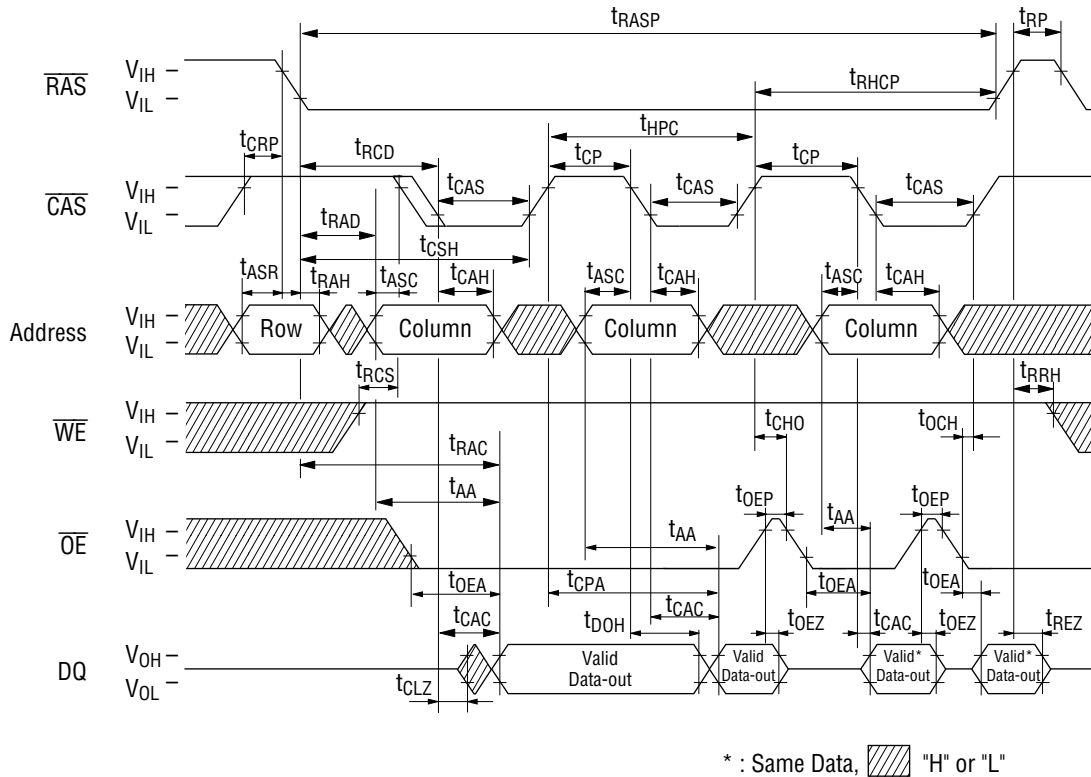 tRASP
tRP
RAS
VIH
VIL
tRHCP
tHPC
tCRP
tRCD
tCP
tCP
CAS
VIH
VIL
tCAS
tCAS
tCAS
tRAD
tCSH
tASR
tRAH
tASC
tCAH
tASC
tCAH
tASC
tCAH
Address
VIH
VIL
Row
Column
Column
Column
tRCS
tRRH
WE
VIH
VIL
tCHO
tOCH
tRAC
tAA
tOEP
tOEP
OE
VIH
VIL
tAA
tAA
tOEA
tCPA
tOEA
tOEA
tCAC
tDOH
tCAC
tOEZ
tCAC
tOEZ
tREZ
DQ
VOH
VOL
Valid
Data-out
Valid
Data-out
Valid*
Data-out
Valid*
Data-out
tCLZ
* : Same Data, "H" or "L"